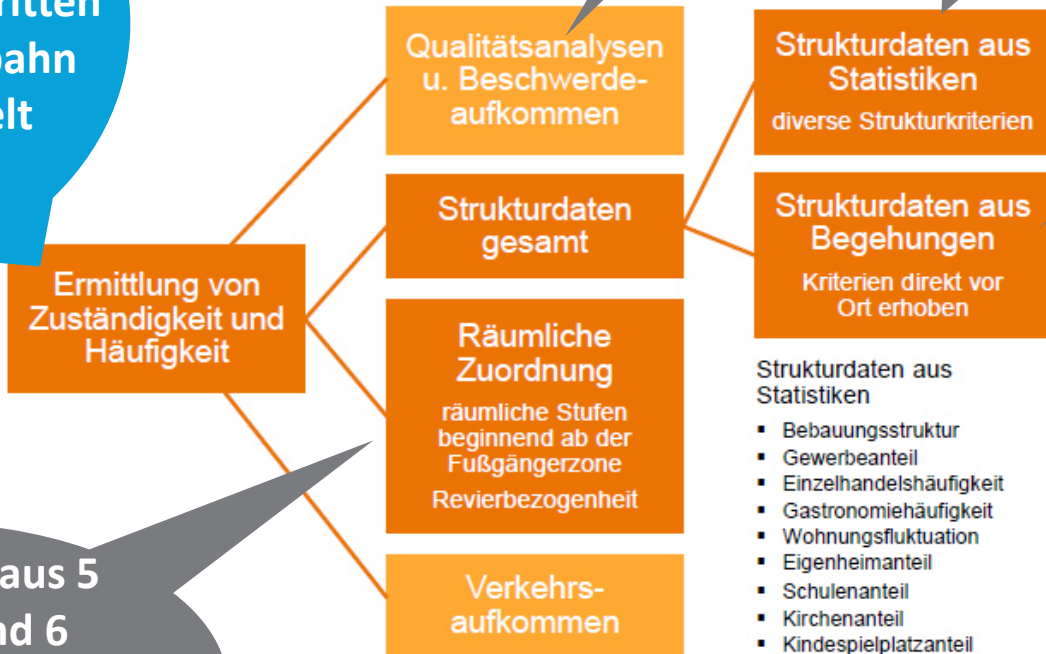 ahn
elt
Qualitätsanalysen
u. Beschwerde-
aufkommen
Strukturdaten aus
Statistiken
diverse Strukturkriterien
Strukturdaten
gesamt
Strukturdaten aus
Begehungen
Kriterien direkt vor
Ort erhoben
Ermittlung von
Zuständigkeit und
Häufigkeit
Räumliche
Zuordnung
räumliche Stufen
beginnend ab der
Fußgängerzone
Revierbezogenheit
Strukturdaten aus
Statistiken
▪ Bebauungsstruktur
▪ Gewerbeanteil
▪ Einzelhandelshäufigkeit
▪ Gastronomiehäufigkeit
▪ Wohnungsfluktuation
▪ Eigenheimanteil
▪ Schulenanteil
▪ Kirchenanteil
▪ Kindespielplatzanteil
aus 5
nd 6
Verkehrs-
aufkommen